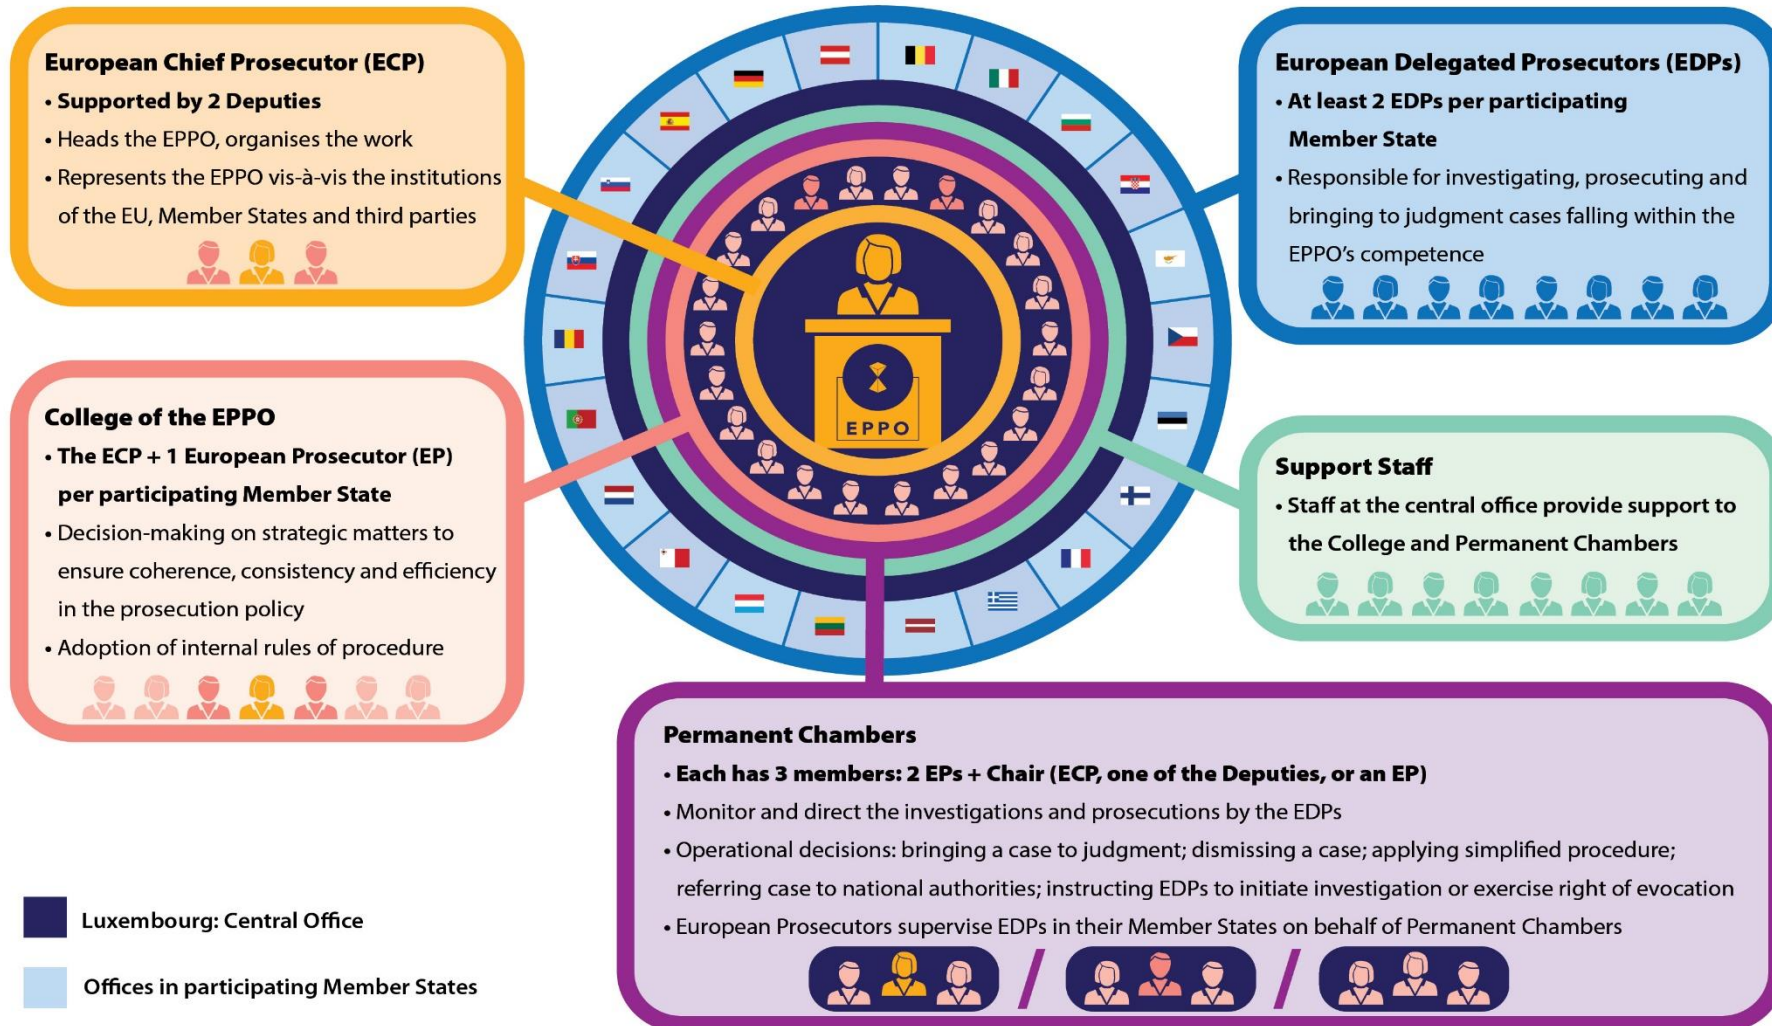 European Chief Prosecutor (ECP)
• Supported by 2 Deputies
• Heads the EPPO, organises the work
• Represents the EPPO vis-à-vis the institutions
of the EU, Member States and third parties
College of the EPPO
• The ECP + 1 European Prosecutor (EP)
per participating Member State
• Decision-making on strategic matters to
ensure coherence, consistency and efficiency
in the prosecution policy
• Adoption of internal rules of procedure
EPPO
European Delegated Prosecutors (EDPs)
• At least 2 EDPs per participating
Member State
• Responsible for investigating, prosecuting and
bringing to judgment cases falling within the
EPPO’s competence
Support Staff
• Staff at the central office provide support to
the College and Permanent Chambers
Permanent Chambers
• Each has 3 members: 2 EPs + Chair (ECP, one of the Deputies, or an EP)
• Monitor and direct the investigations and prosecutions by the EDPs
• Operational decisions: bringing a case to judgment; dismissing a case; applying simplified procedure;
referring case to national authorities; instructing EDPs to initiate investigation or exercise right of evocation
• European Prosecutors supervise EDPs in their Member States on behalf of Permanent Chambers
Luxembourg: Central Office
Offices in participating Member States